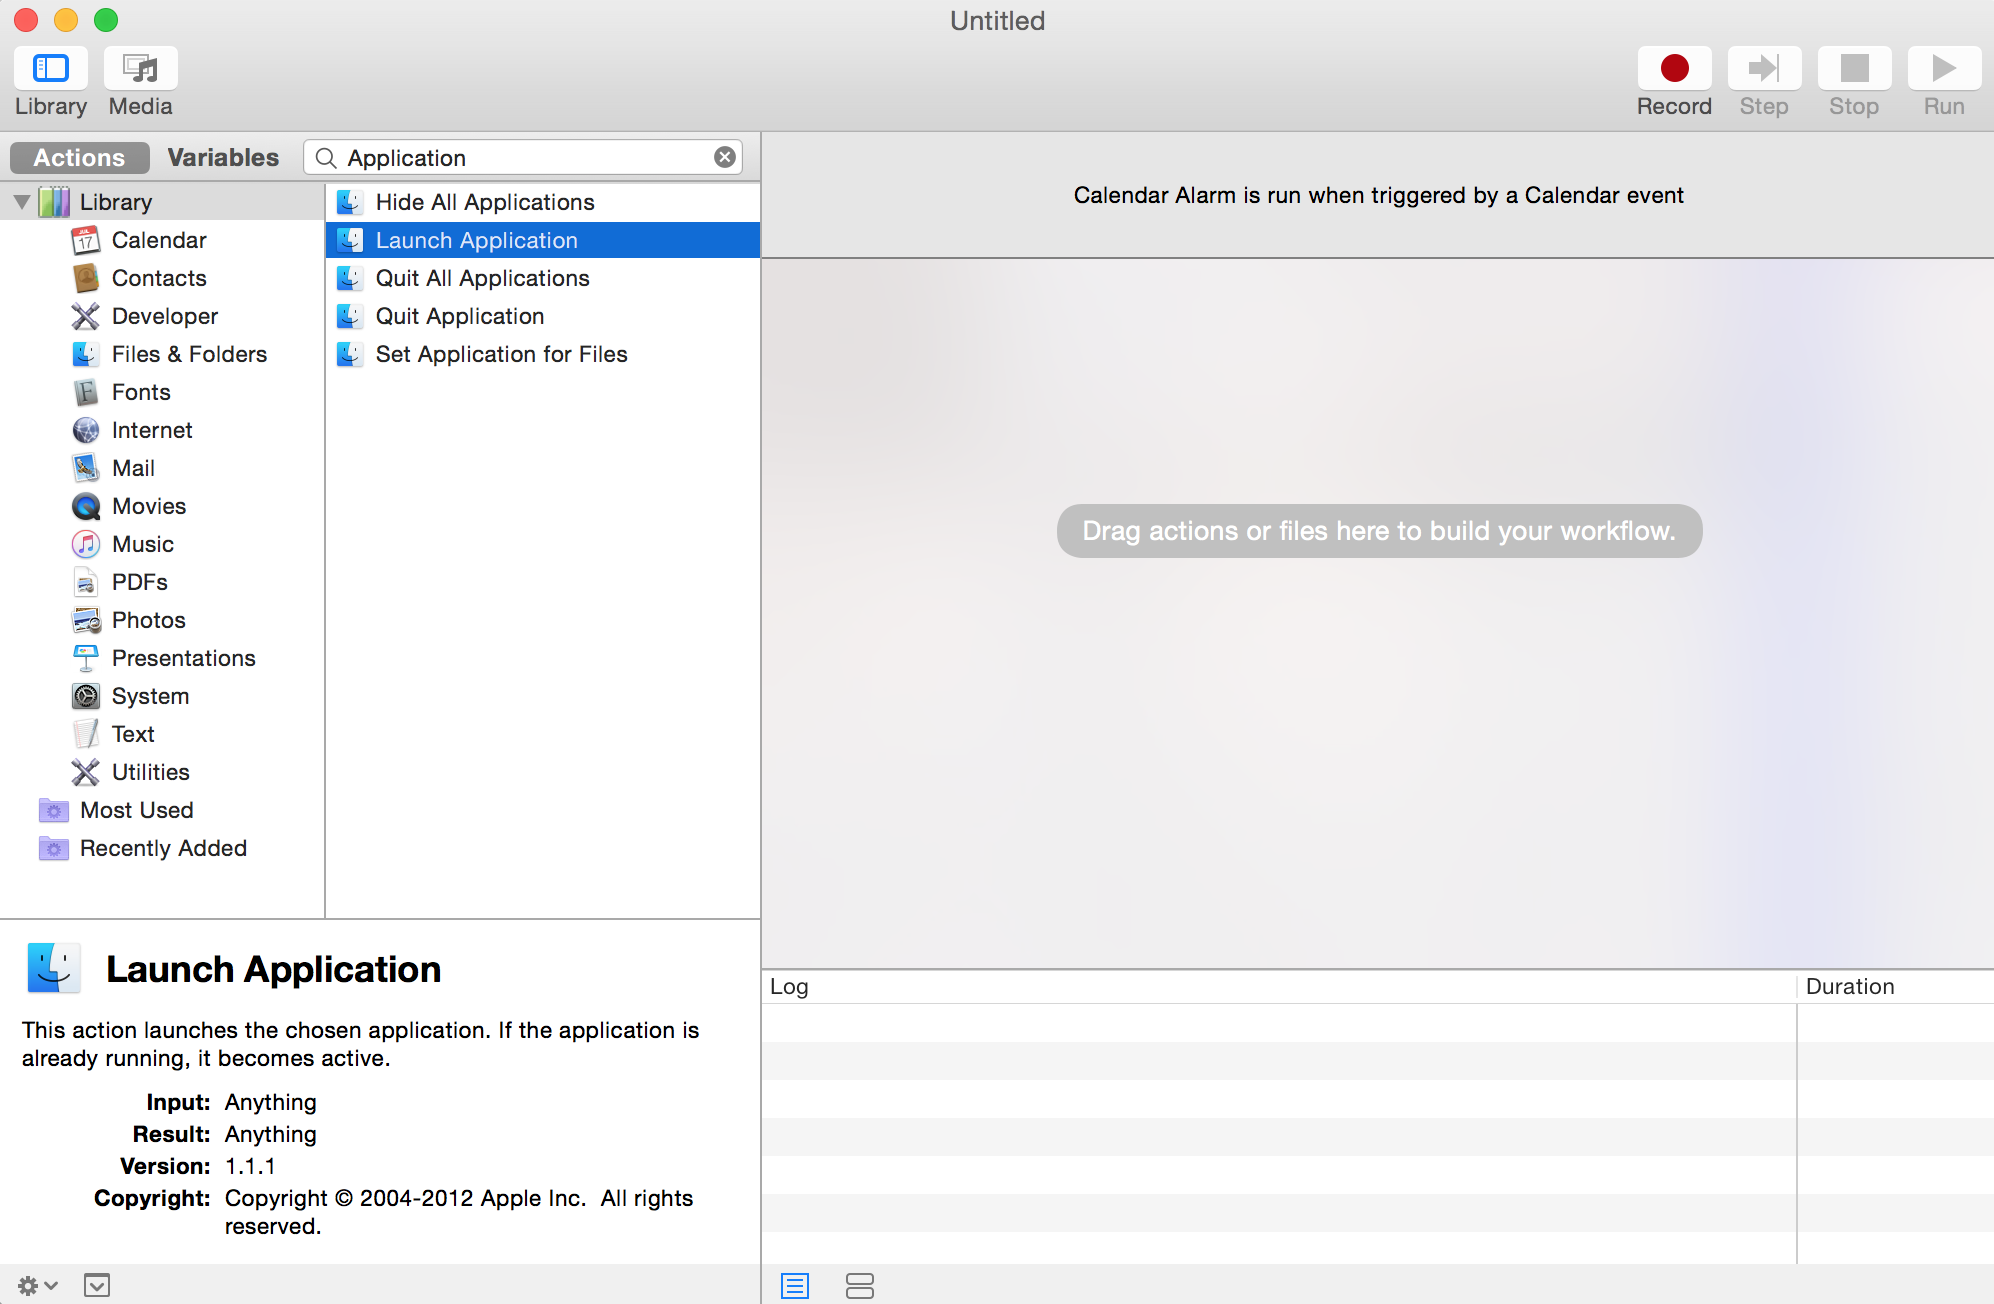 Untitled
Library
Media
Record
Step
Stop
Run
Actions
Variables
Application
Library
Calendar
Contacts
Developer
Files & Folders
Fonts
Internet
Mail
Movies
Music
PDFs
Photos
Presentations
System
Text
Utilities
Most Used
Recently Added
Hide All Applications
Launch Application
Quit All Applications
Quit Application
Set Application for Files
Calendar Alarm is run when triggered by a Calendar event
Drag actions or files here to build your workflow.
Launch Application
This action launches the chosen application. If the application is
already running, it becomes active.
Input: Anything
Result: Anything
Version: 1.1.1
Copyright: Copyright © 2004-2012 Apple Inc.  All rights
reserved.
Log
Duration